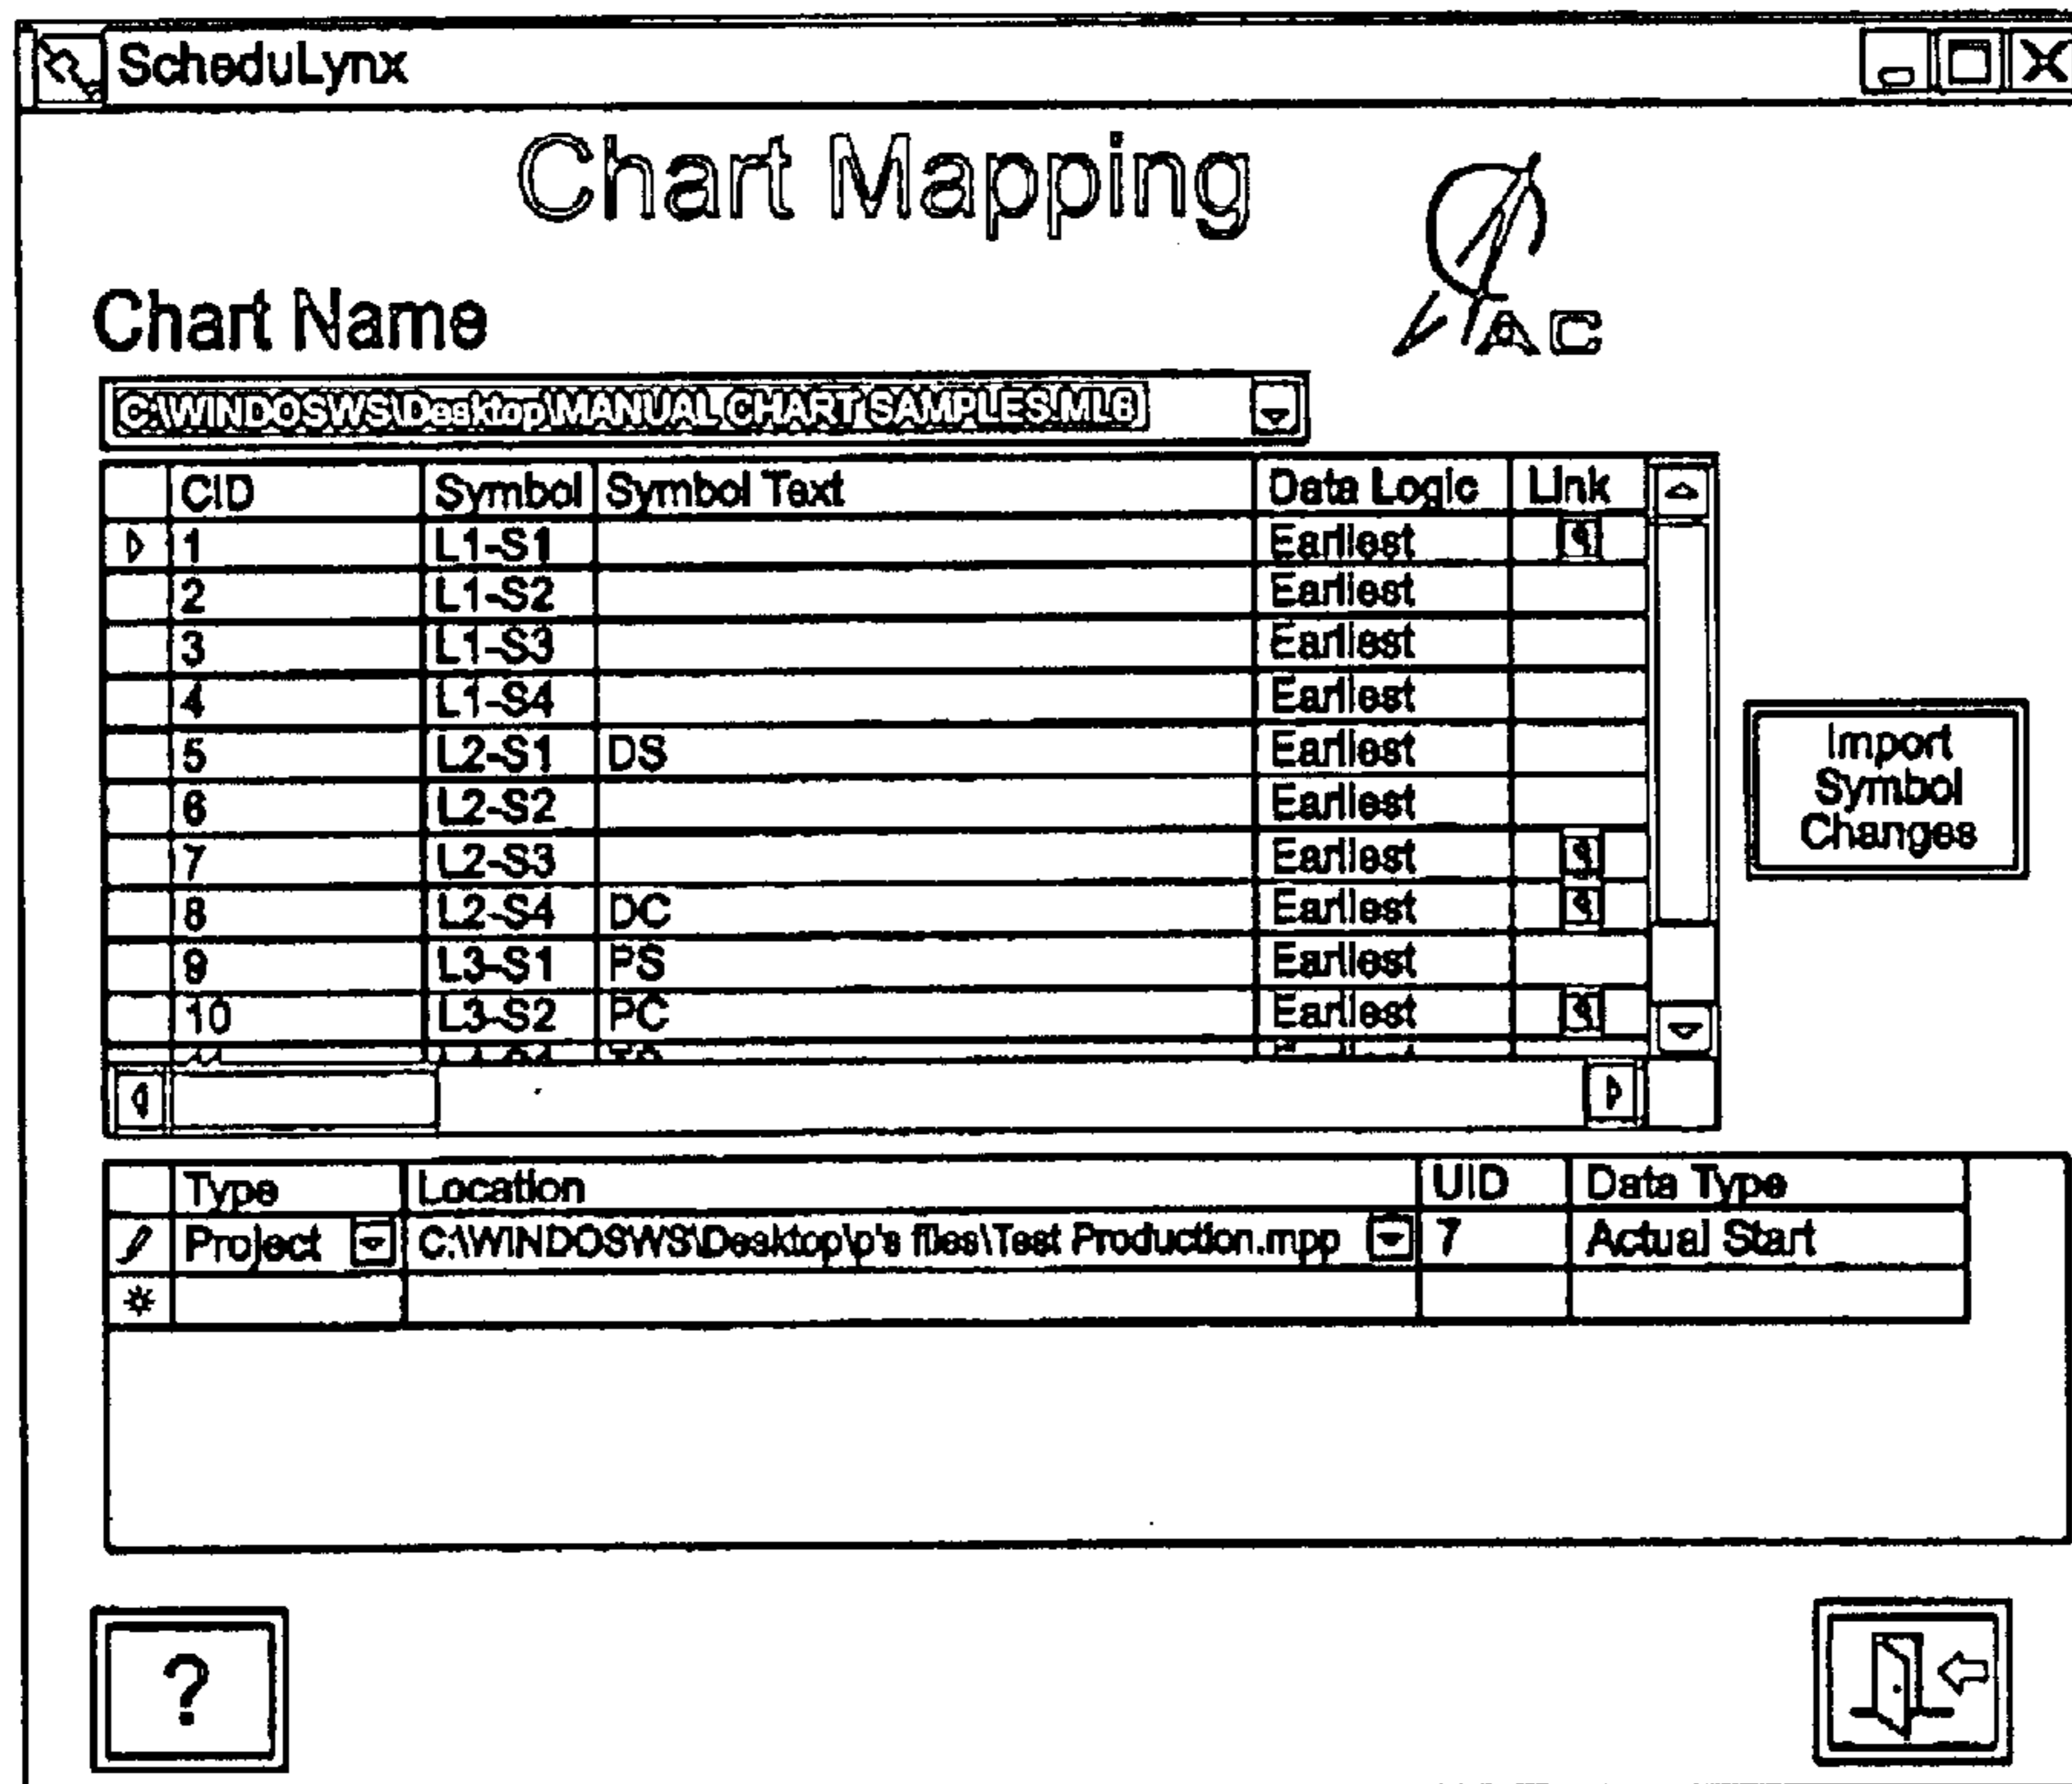 ScheduLynx
Chart Mapping
AC
Chart Name
C:\WINDOSWS\Desktop\MANUAL CHART SAMPLES.ML6
CID Symbol Symbol Text Data Logic Link
1 L1-S1 Earliest
2 L1-S2 Earliest
3 L1-S3 Earliest
4 L1-S4 Earliest
5 L2-S1 DS Earliest
6 L2-S2 Earliest
7 L2-S3 Earliest
8 L2-S4 DC Earliest
9 L3-S1 PS Earliest
10 L3-S2 PC Earliest
Import
Symbol
Changes
Type Location UID Data Type
Project C:\WINDOSWS\Desktop\p's files\Test Production.mpp 7 Actual Start
?